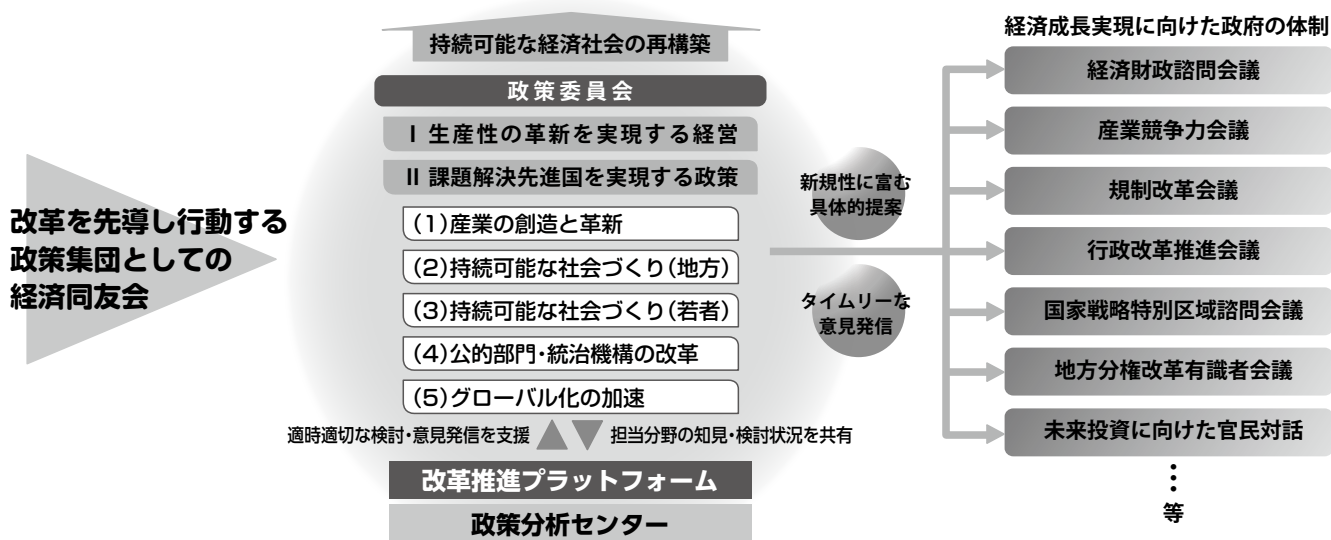 改革を先導し行動する
政策集団としての
経済同友会
持続可能な経済社会の再構築
政策委員会
Ⅰ 生産性の革新を実現する経営
Ⅱ 課題解決先進国を実現する政策
(1)産業の創造と革新
(2)持続可能な社会づくり(地方)
(3)持続可能な社会づくり(若者)
(4)公的部門・統治機構の改革
(5)グローバル化の加速
適時適切な検討・意見発信を支援
担当分野の知見・検討状況を共有
改革推進プラットフォーム
政策分析センター
新規性に富む
具体的提案
タイムリーな
意見発信
経済成長実現に向けた政府の体制
経済財政諮問会議
産業競争力会議
規制改革会議
行政改革推進会議
国家戦略特別区域諮問会議
地方分権改革有識者会議
未来投資に向けた官民対話
⋮
等